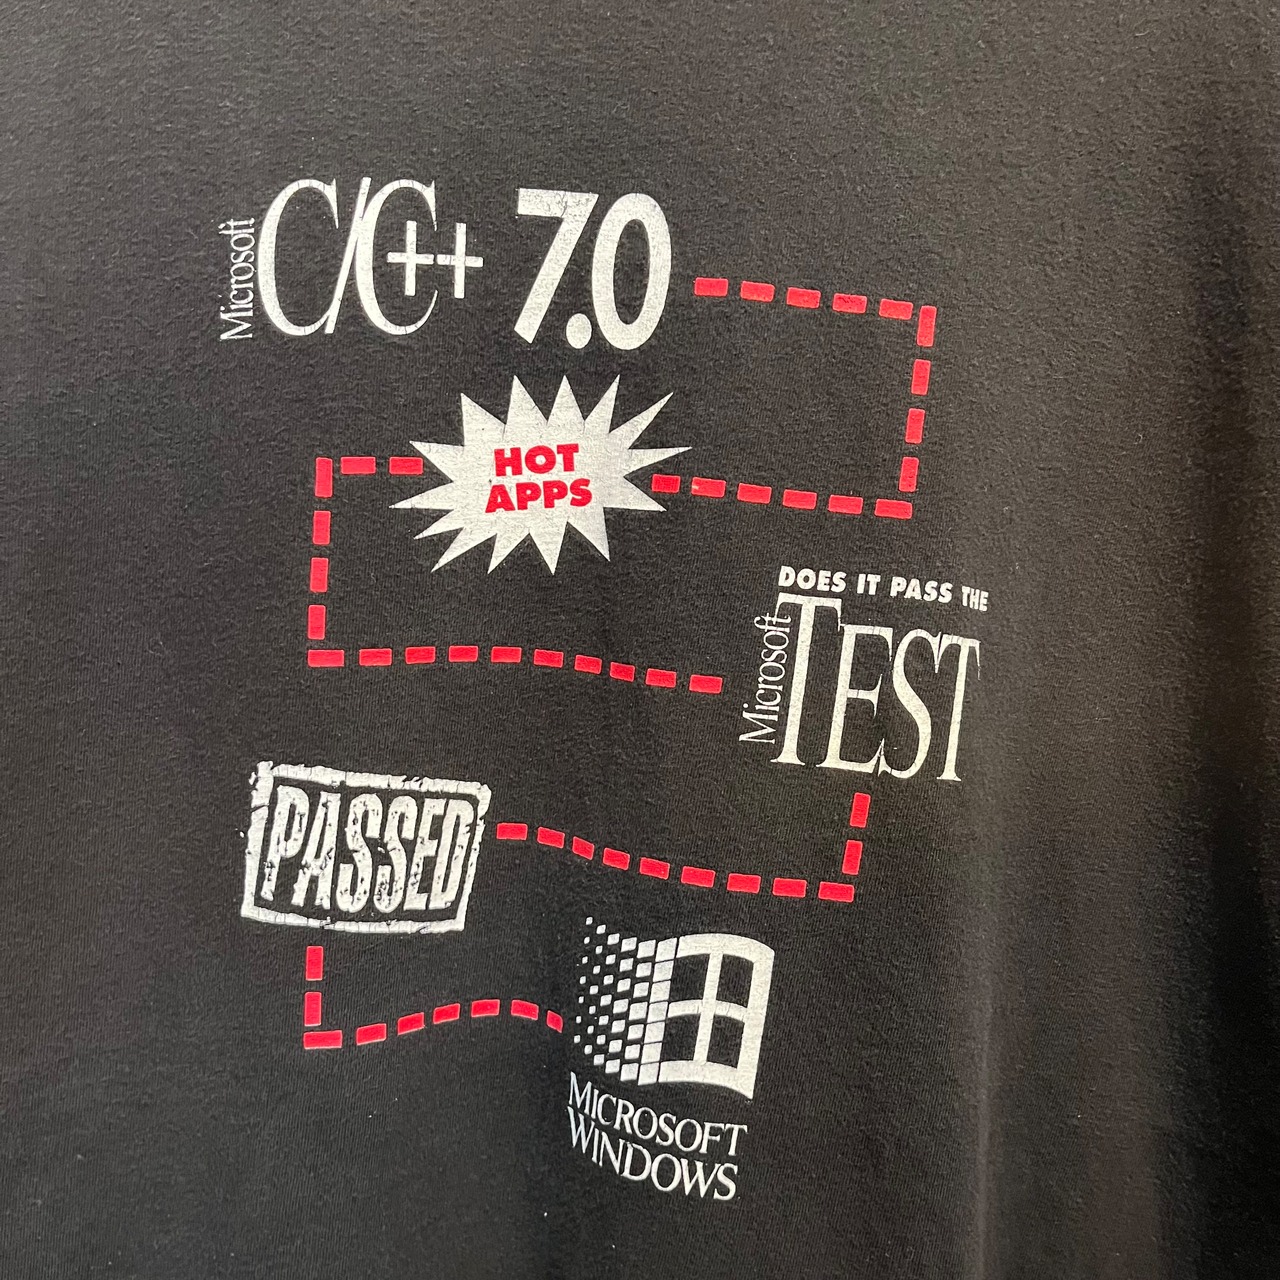 Microsoft C/C++ 7.0
HOT
APPS
DOES IT PASS THE
Microsoft TEST
PASSED
MICROSOFT
WINDOWS